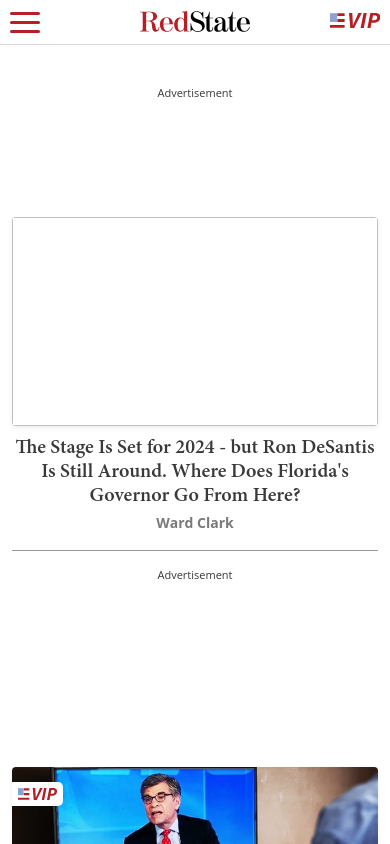 RedState
VIP
Advertisement
The Stage Is Set for 2024 - but Ron DeSantis
Is Still Around. Where Does Florida's
Governor Go From Here?
Ward Clark
Advertisement
VIP